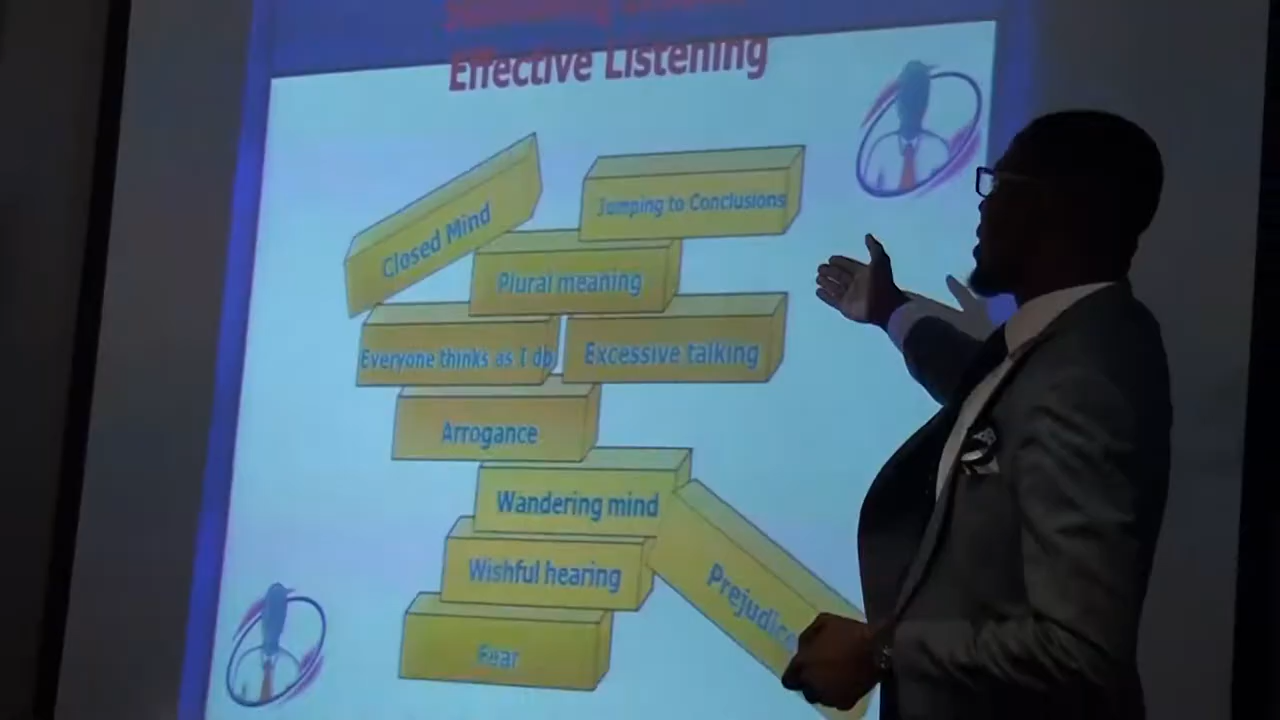 Effective Listening
Closed Mind
Jumping to Conclusions
Plural meaning
Everyone thinks as I do
Excessive talking
Arrogance
Wandering mind
Wishful hearing
Prejudice
Fear